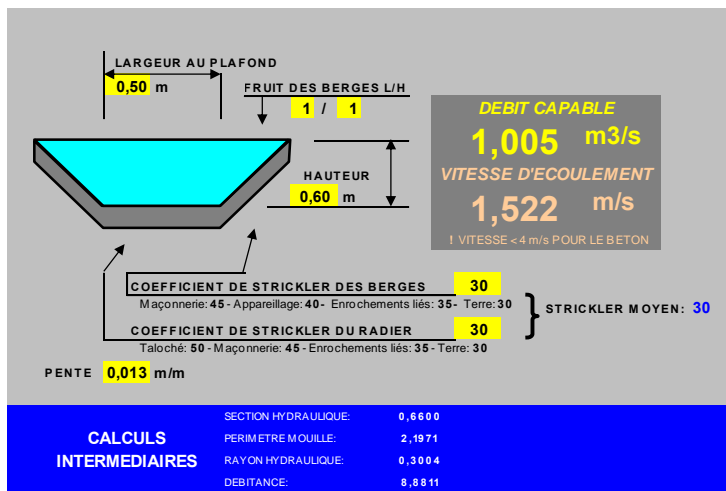 LARGEUR AU PLAFOND
0,50 m
FRUIT DES BERGES L/H
1 / 1
DEBIT CAPABLE
1,005 m3/s
VITESSE D'ECOULEMENT
1,522 m/s
! VITESSE < 4 m/s POUR LE BETON
HAUTEUR
0,60 m
COEFFICIENT DE STRICKLER DES BERGES 30
Maçonnerie: 45 - Appareillage: 40- Enrochements liés: 35- Terre: 30
STRICKLER MOYEN: 30
COEFFICIENT DE STRICKLER DU RADIER 30
Taloché: 50 - Maçonnerie: 45 - Enrochements liés: 35 - Terre: 30
PENTE 0,013 m/m
CALCULS INTERMEDIAIRES
SECTION HYDRAULIQUE: 0,6600
PERIMETRE MOUILLE: 2,1971
RAYON HYDRAULIQUE: 0,3004
DEBITANCE: 8,8811